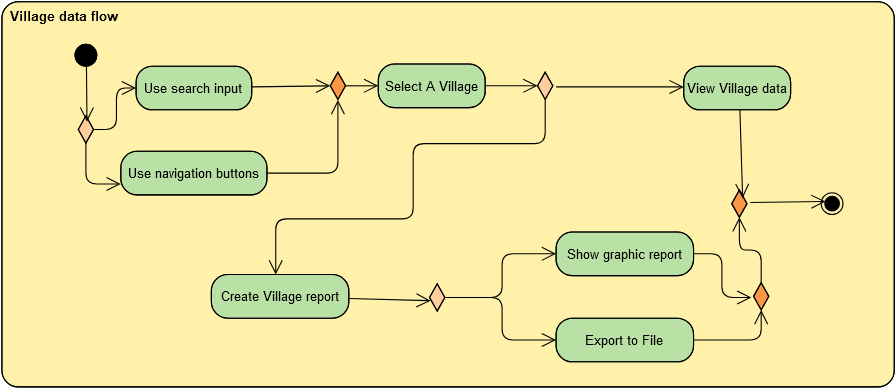 Village data flow
Use search input
Select A Village
View Village data
Use navigation buttons
Show graphic report
Create Village report
Export to File